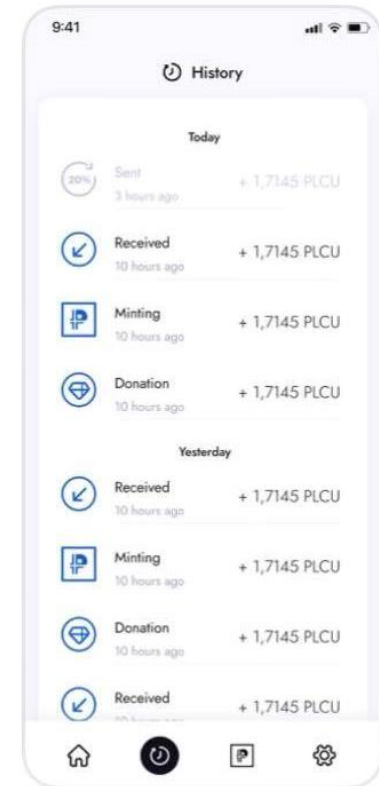 9:41
History
Today
20%
Sent
+ 1,7145 PLCU
3 hours ago
Received
+ 1,7145 PLCU
10 hours ago
Minting
+ 1,7145 PLCU
10 hours ago
Donation
+ 1,7145 PLCU
10 hours ago
Yesterday
Received
+ 1,7145 PLCU
10 hours ago
Minting
+ 1,7145 PLCU
10 hours ago
Donation
+ 1,7145 PLCU
10 hours ago
Received
+ 1,7145 PLCU